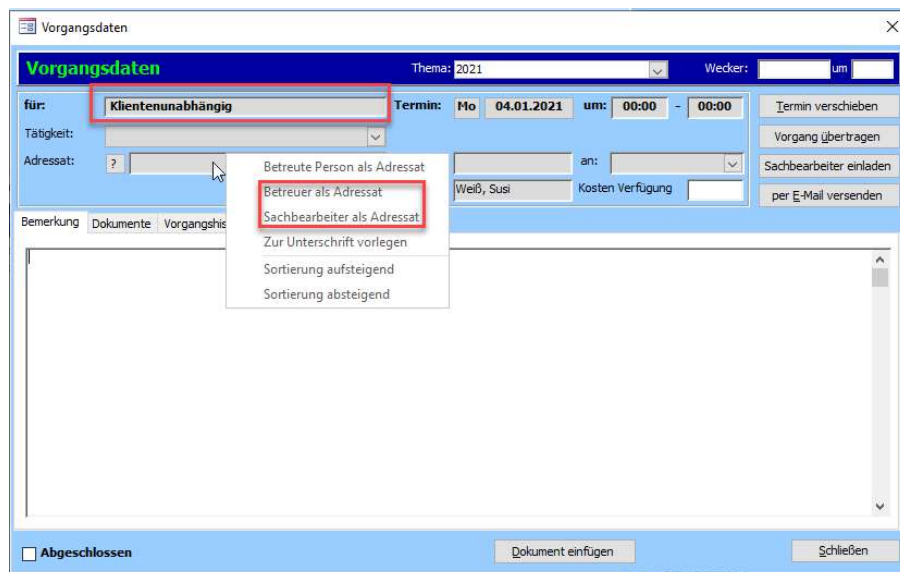 Vorgangsdaten
Vorgangsdaten Thema: 2021 Wecker: um
für: Klientenunabhängig Termin: Mo 04.01.2021 um: 00:00 - 00:00 Termin verschieben
Tätigkeit: Vorgang übertragen
Adressat: ? an: Sachbearbeiter einladen
Weiß, Susi Kosten Verfügung per E-Mail versenden
Betreute Person als Adressat
Betreuer als Adressat
Sachbearbeiter als Adressat
Zur Unterschrift vorlegen
Sortierung aufsteigend
Sortierung absteigend
Bemerkung Dokumente Vorgangshis
Abgeschlossen Dokument einfügen Schließen